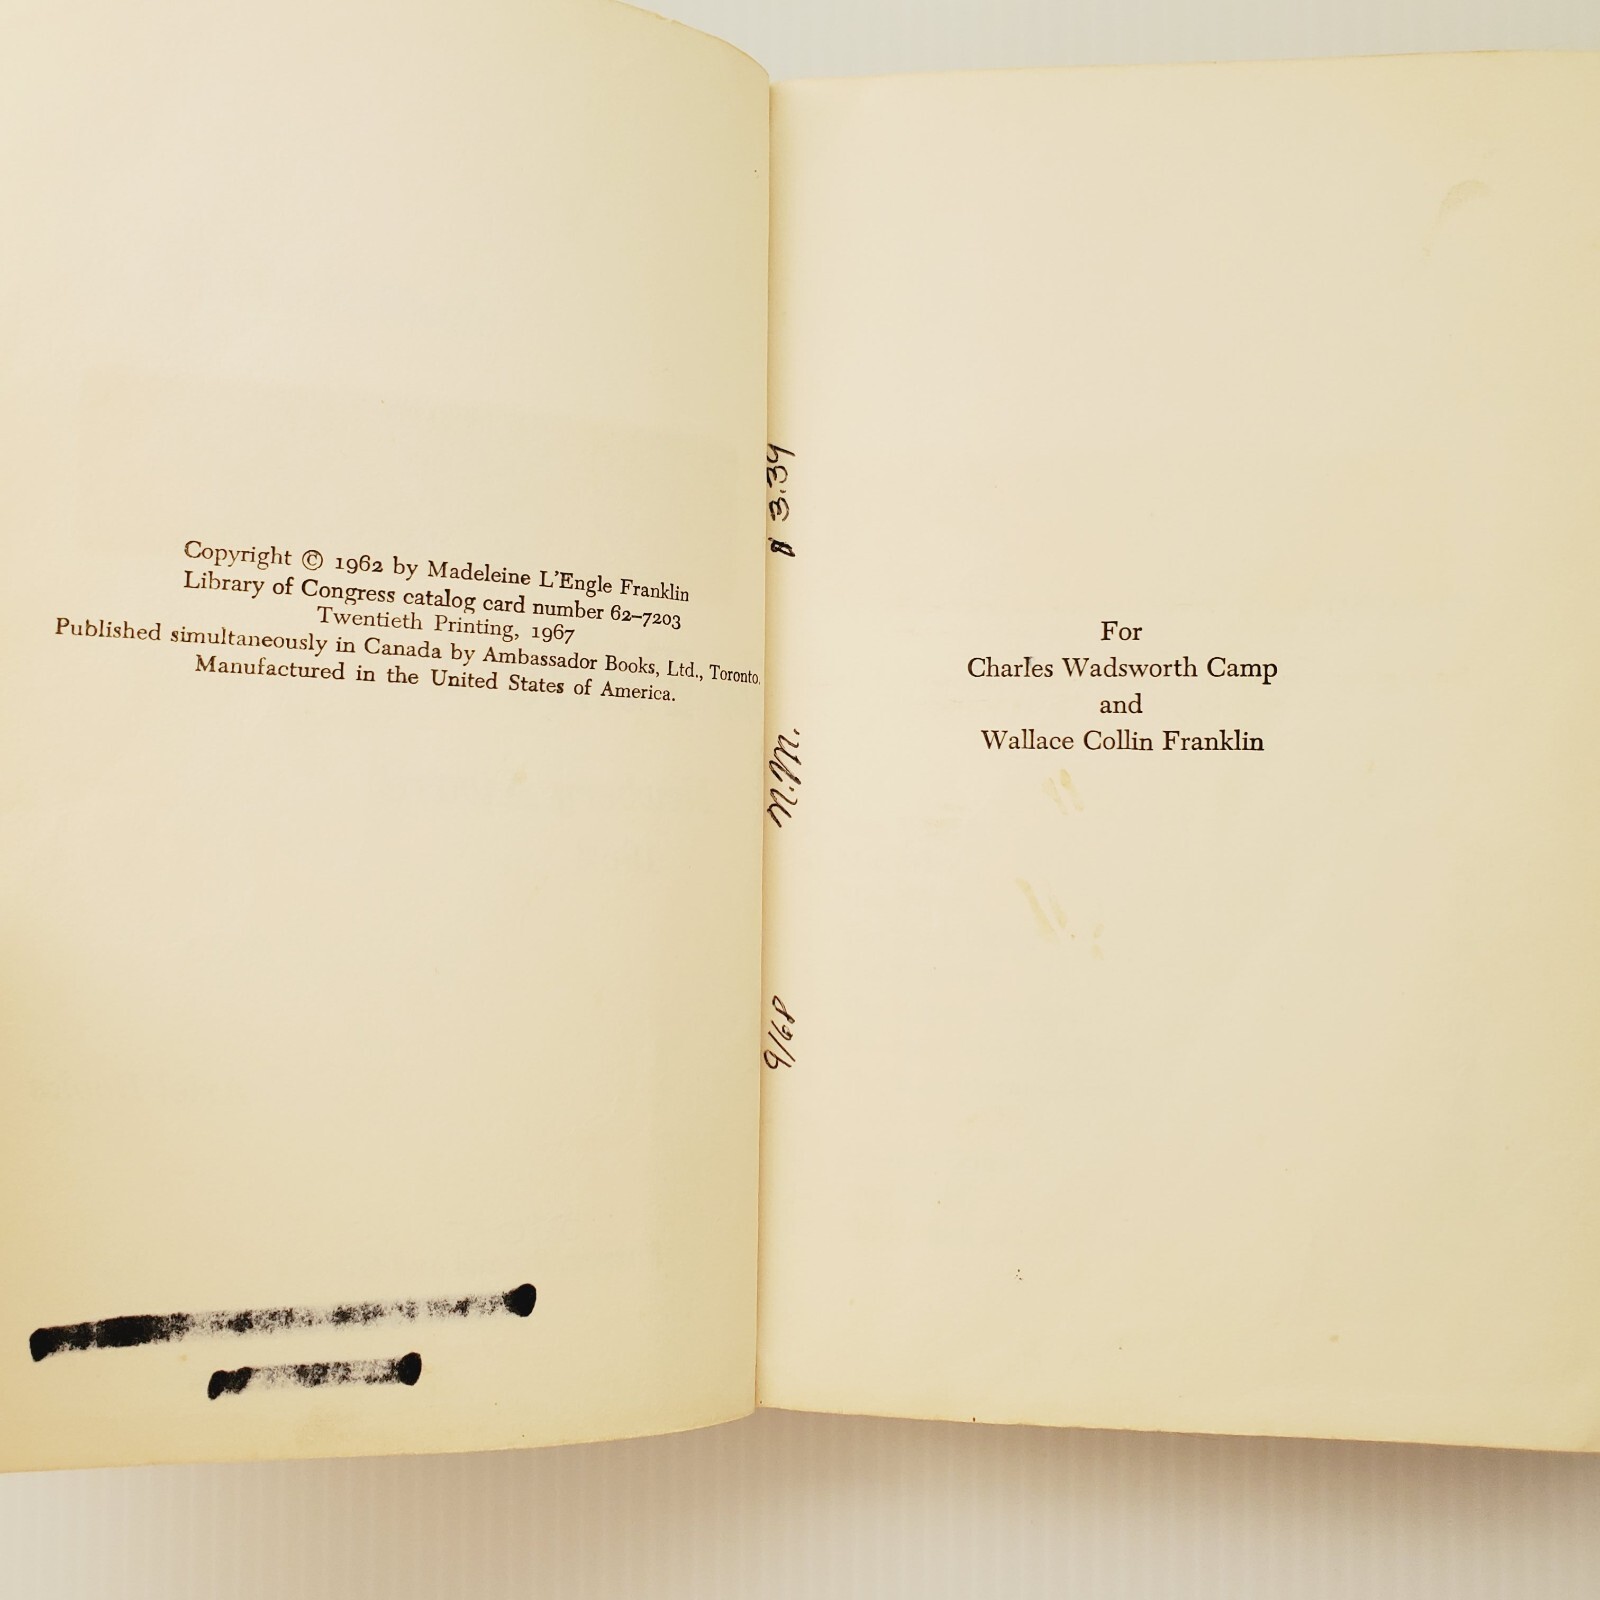 Copyright © 1962 by Madeleine L'Engle Franklin
Library of Congress catalog card number 62–7203
Twentieth Printing, 1967
Published simultaneously in Canada by Ambassador Books, Ltd., Toronto.
Manufactured in the United States of America.
$ 3.39
N.M.
9/68
For
Charles Wadsworth Camp
and
Wallace Collin Franklin